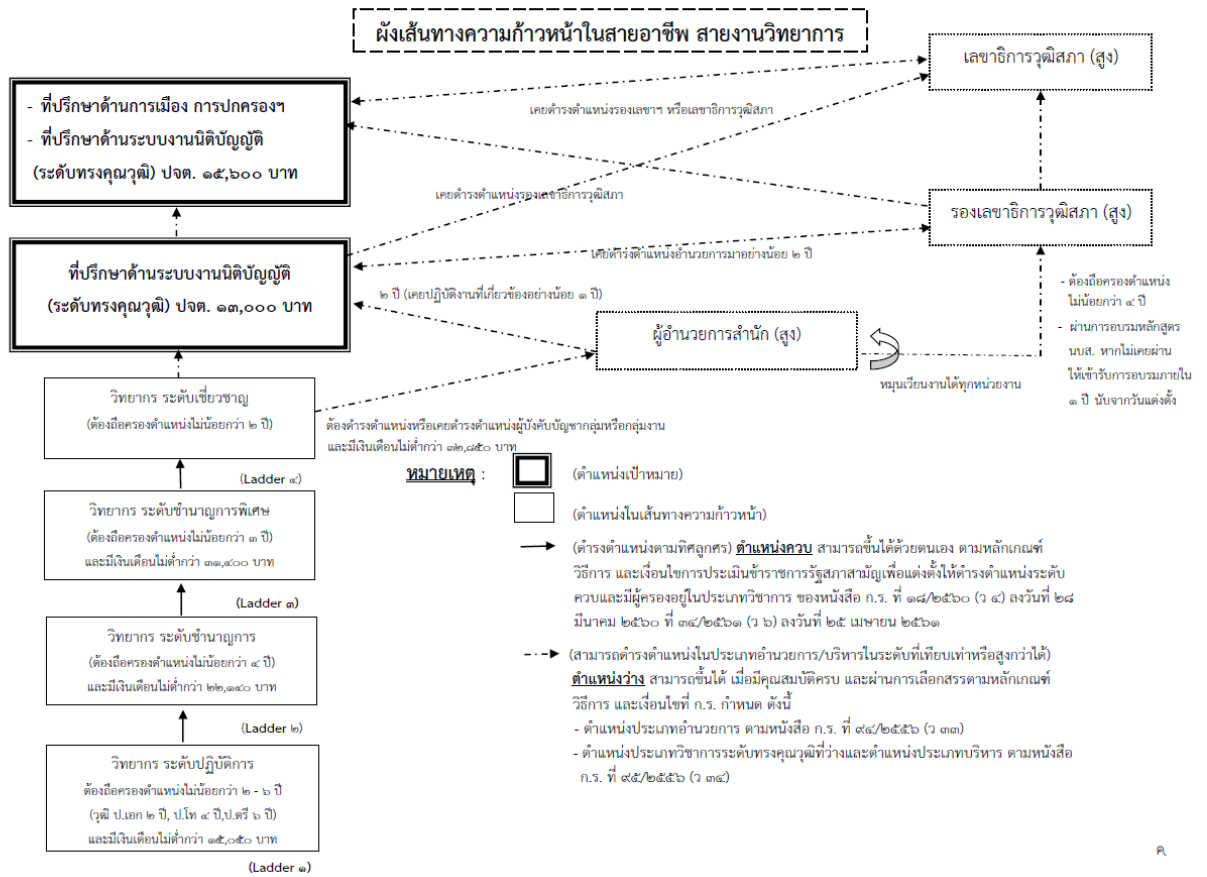 ผังเส้นทางความก้าวหน้าในสายอาชีพ สายงานวิทยาการ
เลขาธิการวุฒิสภา (สูง)
- ที่ปรึกษาด้านการเมือง การปกครองฯ
- ที่ปรึกษาด้านระบบงานนิติบัญญัติ
(ระดับทรงคุณวุฒิ) ปจต. ๑๕,๖๐๐ บาท
เคยดำรงตำแหน่งรองเลขาฯ หรือเลขาธิการวุฒิสภา
เคยดำรงตำแหน่งรองเลขาธิการวุฒิสภา
รองเลขาธิการวุฒิสภา (สูง)
ที่ปรึกษาด้านระบบงานนิติบัญญัติ
(ระดับทรงคุณวุฒิ) ปจต. ๑๓,๐๐๐ บาท
เคยดำรงตำแหน่งอำนวยการมาอย่างน้อย ๒ ปี
๒ ปี (เคยปฏิบัติงานที่เกี่ยวข้องอย่างน้อย ๑ ปี)
- ต้องถือครองตำแหน่ง
ไม่น้อยกว่า ๔ ปี
- ผ่านการอบรมหลักสูตร
นบส. หากไม่เคยผ่าน
ให้เข้ารับการอบรมภายใน
๑ ปี นับจากวันแต่งตั้ง
ผู้อำนวยการสำนัก (สูง)
หมุนเวียนงานได้ทุกหน่วยงาน
วิทยากร ระดับเชี่ยวชาญ
(ต้องถือครองตำแหน่งไม่น้อยกว่า ๒ ปี)
ต้องดำรงตำแหน่งหรือเคยดำรงตำแหน่งผู้บังคับบัญชากลุ่มหรือกลุ่มงาน
และมีเงินเดือนไม่ต่ำกว่า ๓๒,๘๕๐ บาท
(Ladder ๔)
วิทยากร ระดับชำนาญการพิเศษ
(ต้องถือครองตำแหน่งไม่น้อยกว่า ๓ ปี)
และมีเงินเดือนไม่ต่ำกว่า ๓๑,๔๐๐ บาท
(Ladder ๓)
วิทยากร ระดับชำนาญการ
(ต้องถือครองตำแหน่งไม่น้อยกว่า ๔ ปี)
และมีเงินเดือนไม่ต่ำกว่า ๒๒,๑๔๐ บาท
(Ladder ๒)
วิทยากร ระดับปฏิบัติการ
ต้องถือครองตำแหน่งไม่น้อยกว่า ๒ - ๖ ปี
(วุฒิ ป.เอก ๒ ปี, ป.โท ๔ ปี,ป.ตรี ๖ ปี)
และมีเงินเดือนไม่ต่ำกว่า ๑๕,๐๕๐ บาท
(Ladder ๑)
หมายเหตุ :
(ตำแหน่งเป้าหมาย)
(ตำแหน่งในเส้นทางความก้าวหน้า)
(ดำรงตำแหน่งตามทิศลูกศร) ตำแหน่งควบ สามารถขึ้นได้ด้วยตนเอง ตามหลักเกณฑ์
วิธีการ และเงื่อนไขการประเมินข้าราชการรัฐสภาสามัญเพื่อแต่งตั้งให้ดำรงตำแหน่งระดับ
ควบและมีผู้ครองอยู่ในประเภทวิชาการ ของหนังสือ ก.ร. ที่ ๑๘/๒๕๖๐ (ว ๔) ลงวันที่ ๒๘
มีนาคม ๒๕๖๐ ที่ ๓๔/๒๕๖๑ (ว ๖) ลงวันที่ ๒๕ เมษายน ๒๕๖๑
(สามารถดำรงตำแหน่งในประเภทอำนวยการ/บริหารในระดับที่เทียบเท่าหรือสูงกว่าได้)
ตำแหน่งว่าง สามารถขึ้นได้ เมื่อมีคุณสมบัติครบ และผ่านการเลือกสรรตามหลักเกณฑ์
วิธีการ และเงื่อนไขที่ ก.ร. กำหนด ดังนี้
- ตำแหน่งประเภทอำนวยการ ตามหนังสือ ก.ร. ที่ ๙๔/๒๕๕๖ (ว ๓๓)
- ตำแหน่งประเภทวิชาการระดับทรงคุณวุฒิที่ว่างและตำแหน่งประเภทบริหาร ตามหนังสือ
ก.ร. ที่ ๙๕/๒๕๕๖ (ว ๓๔)
ค